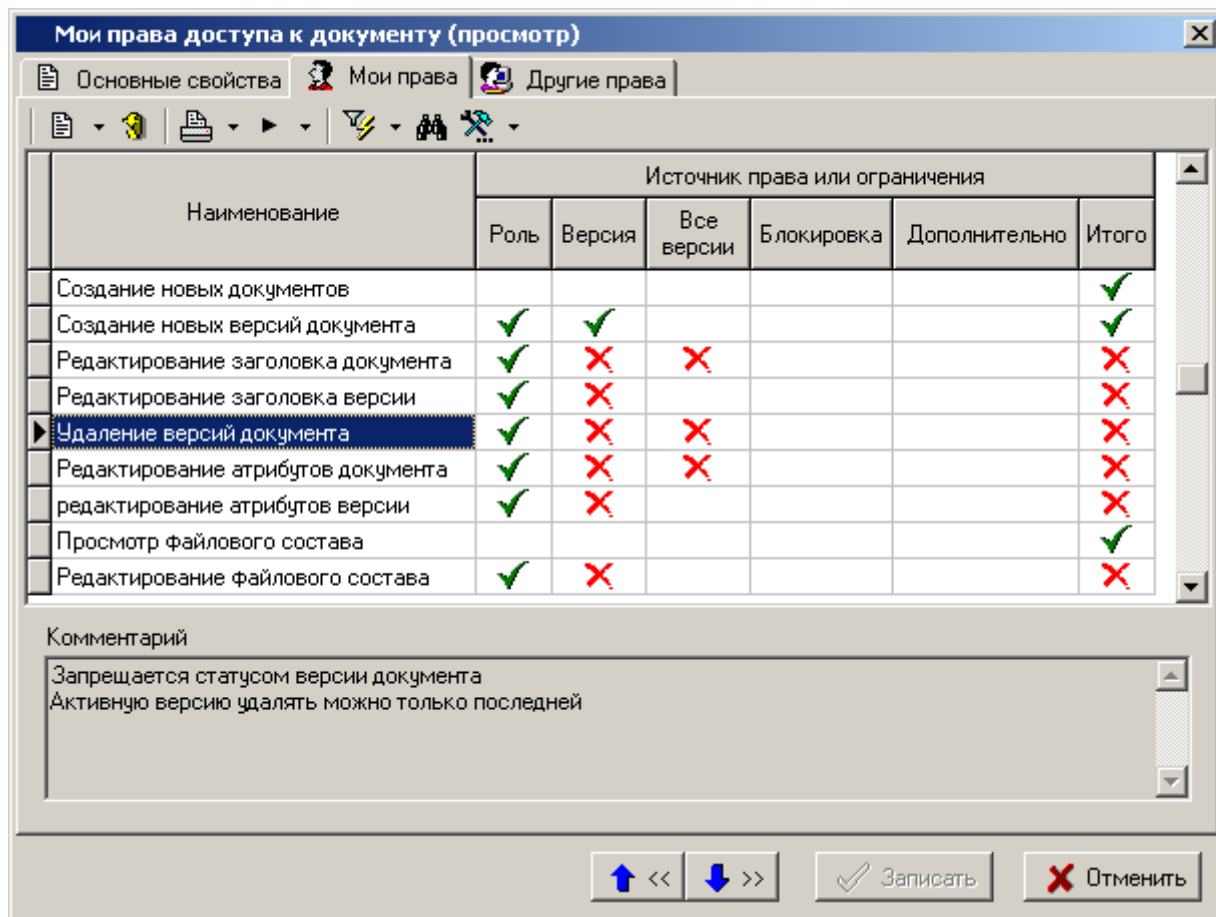 Мои права доступа к документу (просмотр)
Основные свойства Мои права Другие права
Наименование
Источник права или ограничения
Роль Версия Все версии Блокировка Дополнительно Итого
Создание новых документов
Создание новых версий документа
Редактирование заголовка документа
Редактирование заголовка версии
Удаление версий документа
Редактирование атрибутов документа
редактирование атрибутов версии
Просмотр файлового состава
Редактирование файлового состава
Комментарий
Запрещается статусом версии документа
Активную версию удалять можно только последней
<< >> Записать Отменить